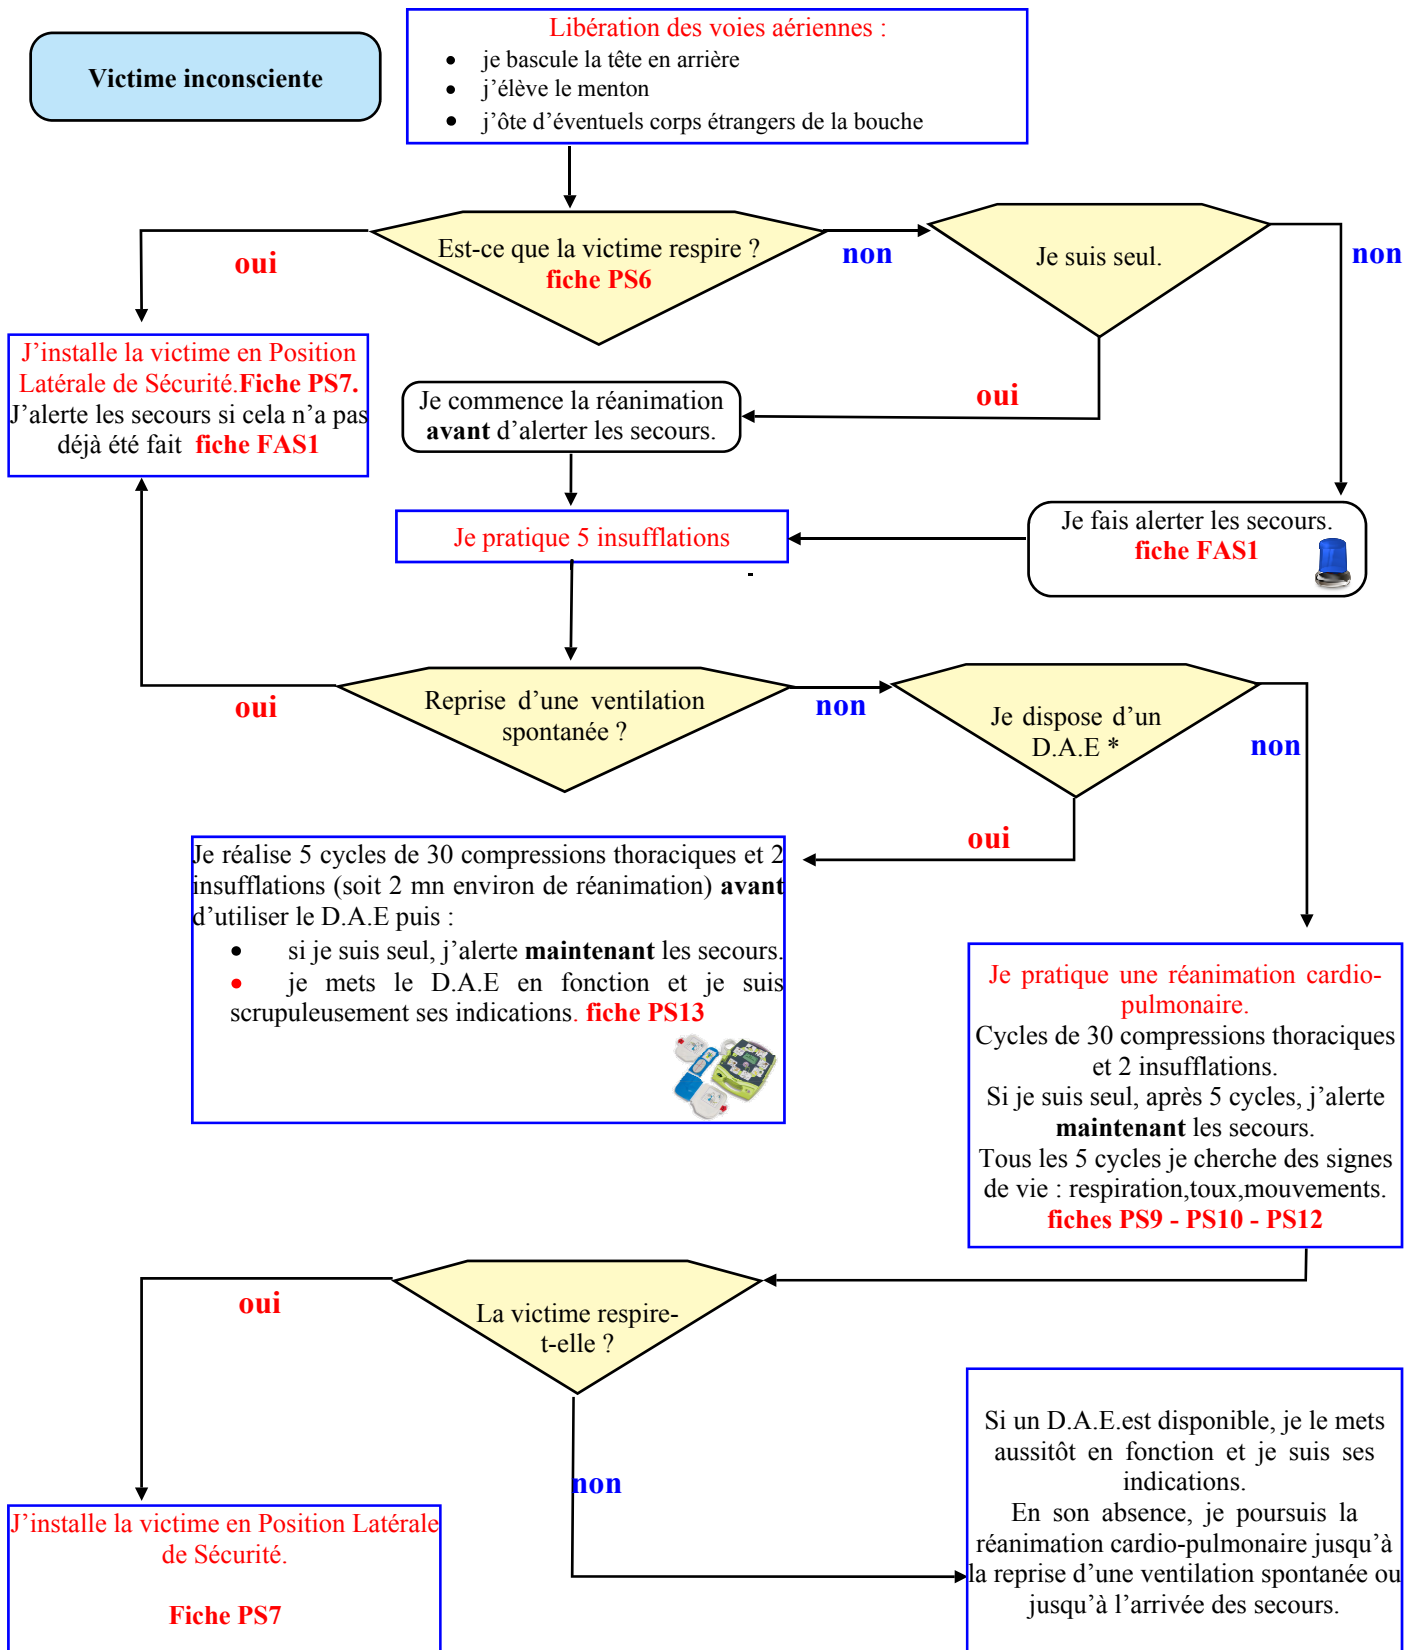 Victime inconsciente
Libération des voies aériennes :
• je bascule la tête en arrière
• j'élève le menton
• j'ôte d'éventuels corps étrangers de la bouche
Est-ce que la victime respire ?
fiche PS6
oui
non
Je suis seul.
non
oui
J'installe la victime en Position
Latérale de Sécurité.Fiche PS7.
J'alerte les secours si cela n'a pas
déjà été fait fiche FAS1
Je commence la réanimation
avant d'alerter les secours.
Je pratique 5 insufflations
Je fais alerter les secours.
fiche FAS1
-
Reprise d'une ventilation
spontanée ?
oui
non
Je dispose d'un
D.A.E *
non
oui
Je réalise 5 cycles de 30 compressions thoraciques et 2
insufflations (soit 2 mn environ de réanimation) avant
d'utiliser le D.A.E puis :
• si je suis seul, j'alerte maintenant les secours.
• je mets le D.A.E en fonction et je suis
scrupuleusement ses indications. fiche PS13
Je pratique une réanimation cardio-
pulmonaire.
Cycles de 30 compressions thoraciques
et 2 insufflations.
Si je suis seul, après 5 cycles, j'alerte
maintenant les secours.
Tous les 5 cycles je cherche des signes
de vie : respiration,toux,mouvements.
fiches PS9 - PS10 - PS12
La victime respire-
t-elle ?
oui
non
J'installe la victime en Position Latérale
de Sécurité.
Fiche PS7
Si un D.A.E.est disponible, je le mets
aussitôt en fonction et je suis ses
indications.
En son absence, je poursuis la
réanimation cardio-pulmonaire jusqu'à
la reprise d'une ventilation spontanée ou
jusqu'à l'arrivée des secours.